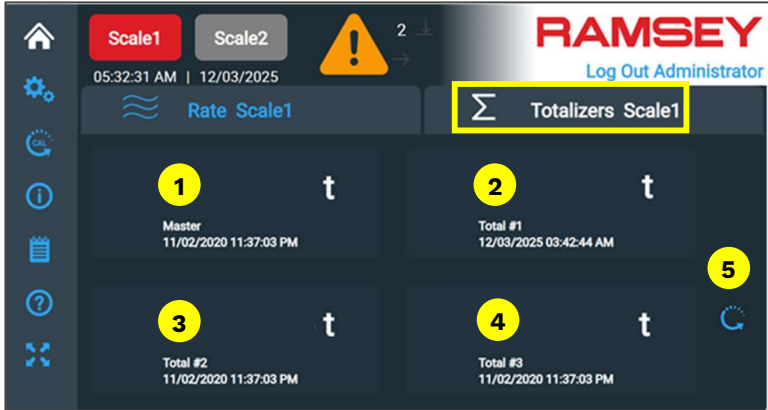 Scale1
Scale2
2
RAMSEY
05:32:31 AM | 12/03/2025
Log Out Administrator
Rate Scale1
Σ Totalizers Scale1
CAL
1
t
Master
11/02/2020 11:37:03 PM
2
t
Total #1
12/03/2025 03:42:44 AM
5
3
t
Total #2
11/02/2020 11:37:03 PM
4
t
Total #3
11/02/2020 11:37:03 PM